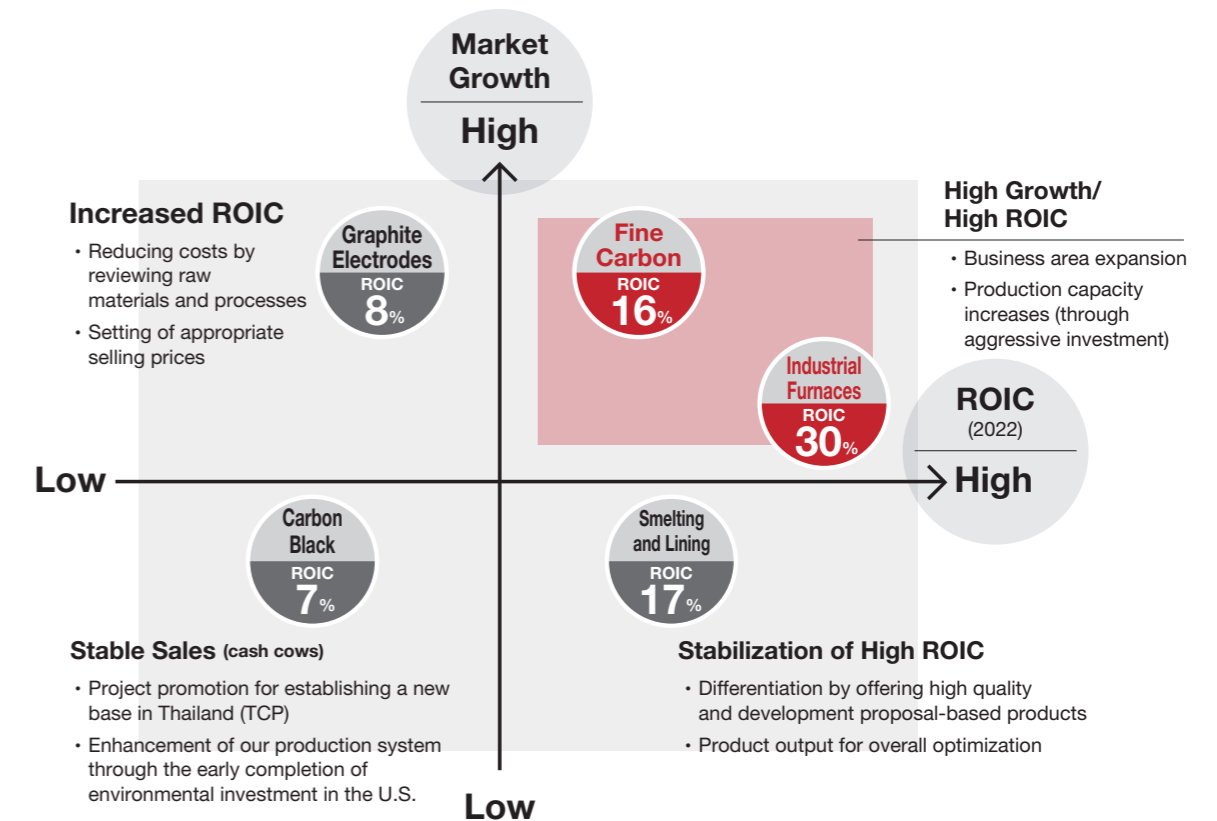 Market
Growth
High
Increased ROIC
• Reducing costs by
reviewing raw
materials and processes
• Setting of appropriate
selling prices
Graphite
Electrodes
ROIC
8%
Fine
Carbon
ROIC
16%
High Growth/
High ROIC
• Business area expansion
• Production capacity
increases (through
aggressive investment)
Industrial
Furnaces
ROIC
30%
ROIC
(2022)
High
Low
Carbon
Black
ROIC
7%
Smelting
and Lining
ROIC
17%
Stable Sales (cash cows)
• Project promotion for establishing a new
base in Thailand (TCP)
• Enhancement of our production system
through the early completion of
environmental investment in the U.S.
Stabilization of High ROIC
• Differentiation by offering high quality
and development proposal-based products
• Product output for overall optimization
Low